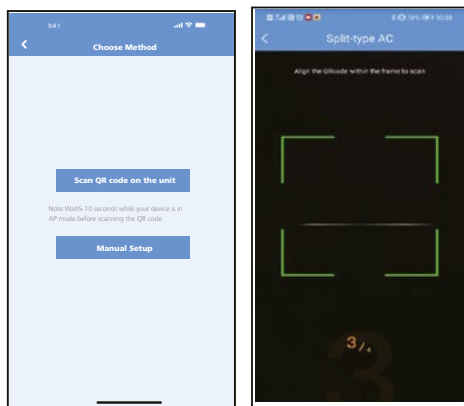 9:41
Choose Method
Scan QR code on the unit
Note:Wait5-10 seconds while your device is in
AP mode before scanning the QR code.
Manual Setup
Split-type AC
Align the QRcode within the frame to scan
3/4
3